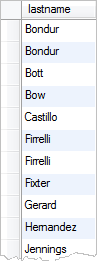 lastname
Bondur
Bondur
Bott
Bow
Castillo
Firrelli
Firrelli
Fixter
Gerard
Hernandez
Jennings